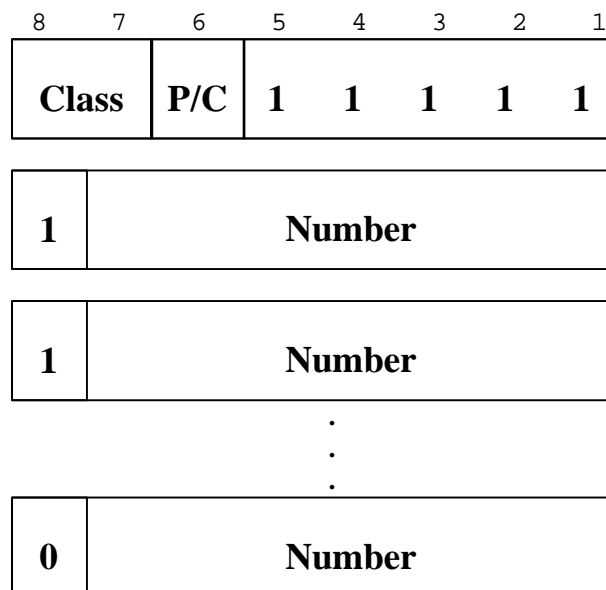 8 7 6 5 4 3 2 1
Class P/C 1 1 1 1 1
1 Number
1 Number
.
.
.
0 Number